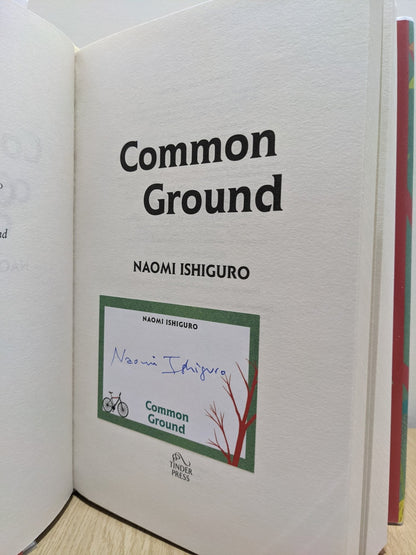 Common
Ground
NAOMI ISHIGURO
NAOMI ISHIGURO
Naomi Ishiguro
Common
Ground
TINDER
PRESS